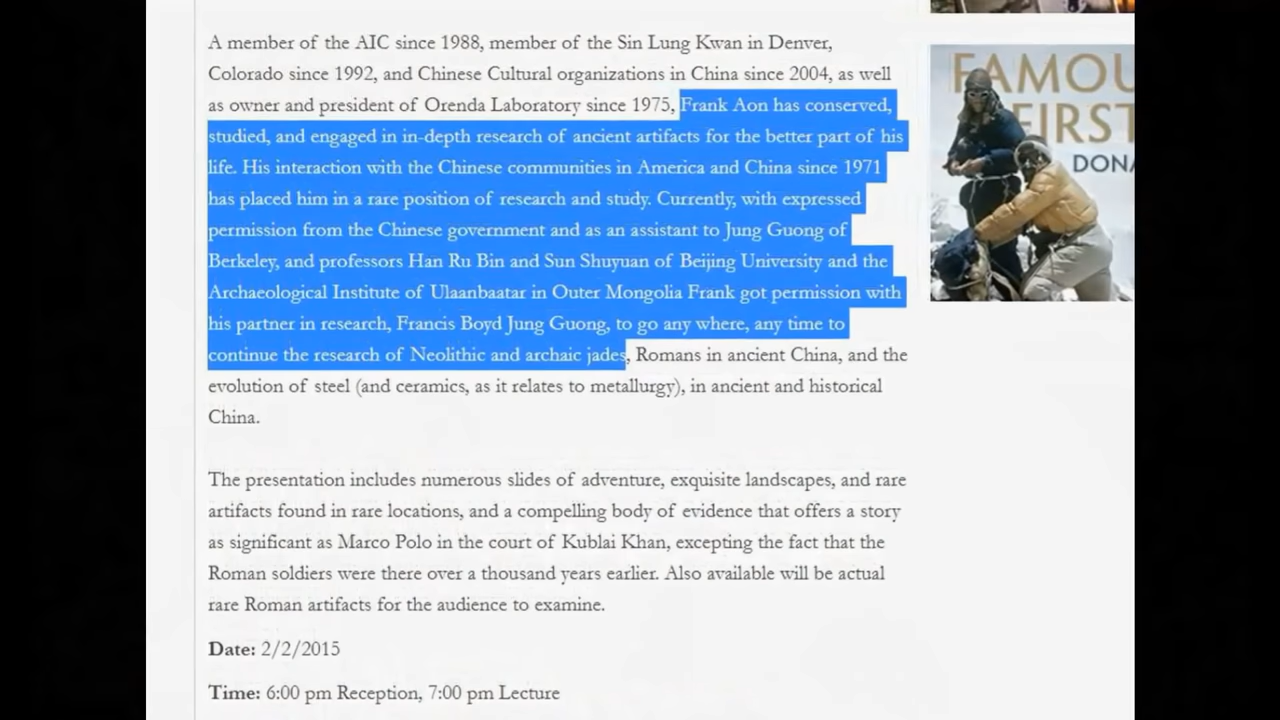 A member of the AIC since 1988, member of the Sin Lung Kwan in Denver,
Colorado since 1992, and Chinese Cultural organizations in China since 2004, as well
as owner and president of Orenda Laboratory since 1975, Frank Aon has conserved,
studied, and engaged in in-depth research of ancient artifacts for the better part of his
life. His interaction with the Chinese communities in America and China since 1971
has placed him in a rare position of research and study. Currently, with expressed
permission from the Chinese government and as an assistant to Jung Guong of
Berkeley, and professors Han Ru Bin and Sun Shuyuan of Beijing University and the
Archaeological Institute of Ulaanbaatar in Outer Mongolia Frank got permission with
his partner in research, Francis Boyd Jung Guong, to go any where, any time to
continue the research of Neolithic and archaic jades, Romans in ancient China, and the
evolution of steel (and ceramics, as it relates to metallurgy), in ancient and historical
China.
The presentation includes numerous slides of adventure, exquisite landscapes, and rare
artifacts found in rare locations, and a compelling body of evidence that offers a story
as significant as Marco Polo in the court of Kublai Khan, excepting the fact that the
Roman soldiers were there over a thousand years earlier. Also available will be actual
rare Roman artifacts for the audience to examine.
Date: 2/2/2015
Time: 6:00 pm Reception, 7:00 pm Lecture
FAMOU
FIRST
DONA